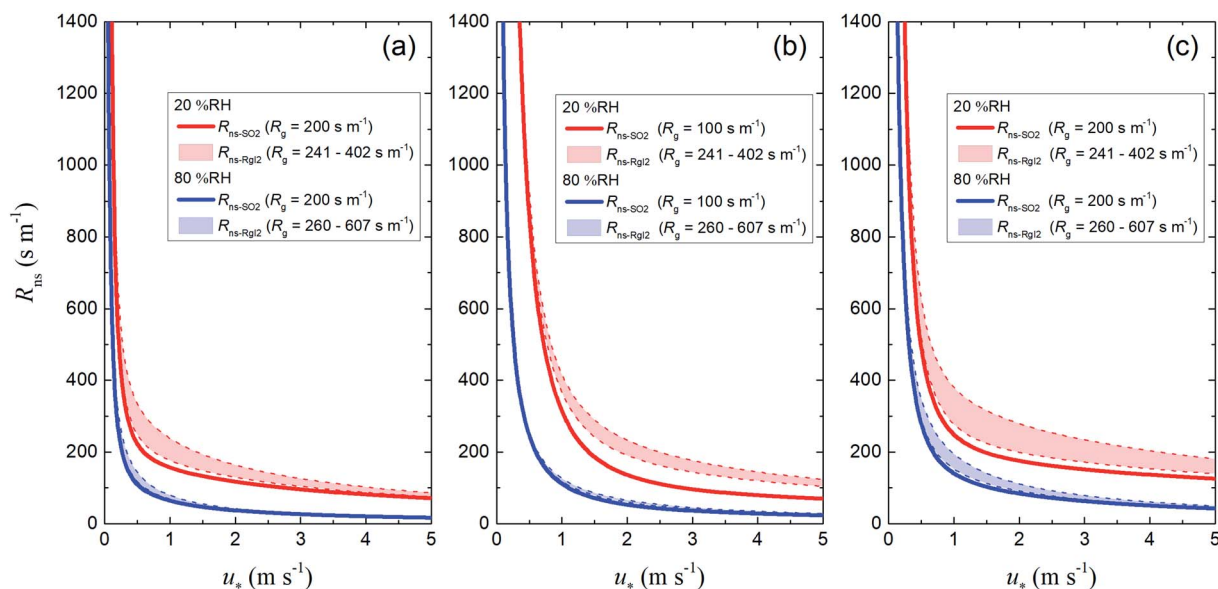 (a)
20 %RH
Rns-SO2 (Rg = 200 s m-1)
Rns-Rgl2 (Rg = 241 - 402 s m-1)
80 %RH
Rns-SO2 (Rg = 200 s m-1)
Rns-Rgl2 (Rg = 260 - 607 s m-1)
1400
1200
1000
800
600
400
200
0
Rns (s m-1)
0 1 2 3 4 5
u* (m s-1)
(b)
20 %RH
Rns-SO2 (Rg = 100 s m-1)
Rns-Rgl2 (Rg = 241 - 402 s m-1)
80 %RH
Rns-SO2 (Rg = 100 s m-1)
Rns-Rgl2 (Rg = 260 - 607 s m-1)
1400
1200
1000
800
600
400
200
0
0 1 2 3 4 5
u* (m s-1)
(c)
20 %RH
Rns-SO2 (Rg = 200 s m-1)
Rns-Rgl2 (Rg = 241 - 402 s m-1)
80 %RH
Rns-SO2 (Rg = 200 s m-1)
Rns-Rgl2 (Rg = 260 - 607 s m-1)
1400
1200
1000
800
600
400
200
0
0 1 2 3 4 5
u* (m s-1)